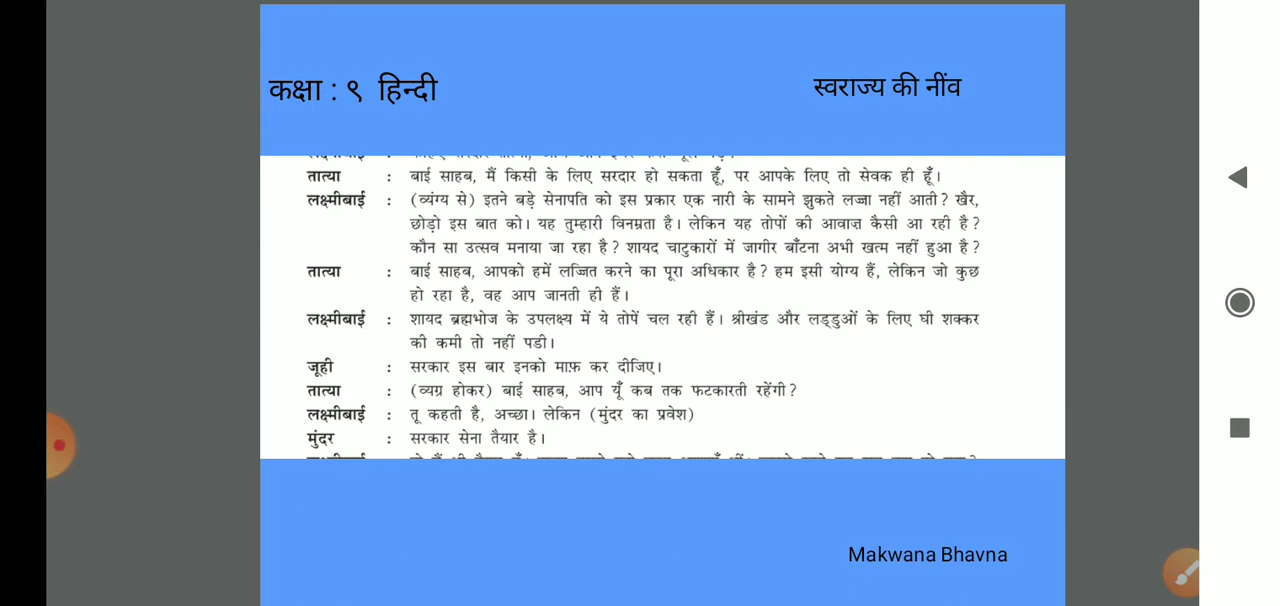 कक्षा : ९ हिन्दी
स्वराज्य की नींव
तात्या : बाई साहब, मैं किसी के लिए सरदार हो सकता हूँ, पर आपके लिए तो सेवक ही हूँ।
लक्ष्मीबाई : (व्यंग्य से) इतने बड़े सेनापति को इस प्रकार एक नारी के सामने झुकते लज्जा नहीं आती? खैर,
छोड़ो इस बात को। यह तुम्हारी विनम्रता है। लेकिन यह तोपों की आवाज़ कैसी आ रही है?
कौन सा उत्सव मनाया जा रहा है? शायद चाटुकारों में जागीर बाँटना अभी खत्म नहीं हुआ है?
तात्या : बाई साहब, आपको हमें लज्जित करने का पूरा अधिकार है? हम इसी योग्य हैं, लेकिन जो कुछ
हो रहा है, वह आप जानती ही हैं।
लक्ष्मीबाई : शायद ब्रह्मभोज के उपलक्ष्य में ये तोपें चल रही हैं। श्रीखंड और लड्डुओं के लिए घी शक्कर
की कमी तो नहीं पडी।
जूही : सरकार इस बार इनको माफ़ कर दीजिए।
तात्या : (व्यग्र होकर) बाई साहब, आप यूँ कब तक फटकारती रहेंगी?
लक्ष्मीबाई : तू कहती है, अच्छा। लेकिन (मुंदर का प्रवेश)
मुंदर : सरकार सेना तैयार है।
Makwana Bhavna